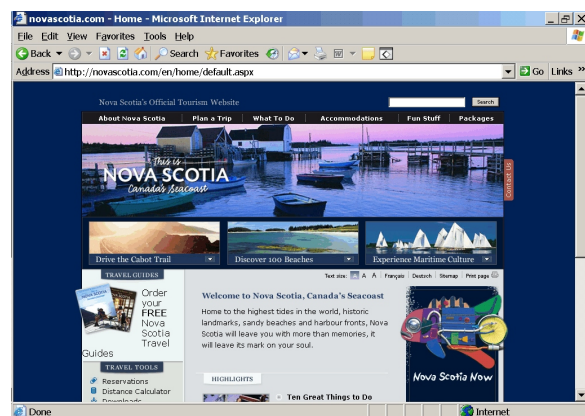 novascotia.com - Home - Microsoft Internet Explorer
File Edit View Favorites Tools Help
Back Search Favorites
Address http://novascotia.com/en/home/default.aspx Go Links »
Nova Scotia's Official Tourism Website Search
About Nova Scotia Plan a Trip What To Do Accommodations Fun Stuff Packages
This is
NOVA SCOTIA
Canada's Seacoast
Contact Us
Drive the Cabot Trail Discover 100 Beaches Experience Maritime Culture
TRAVEL GUIDES
Text size: A A A Français Deutsch Sitemap Print page
Order
your
FREE
Nova
Scotia
Travel
Guides
Welcome to Nova Scotia, Canada's Seacoast
Home to the highest tides in the world, historic
landmarks, sandy beaches and harbour fronts, Nova
Scotia will leave you with more than memories, it
will leave its mark on your soul.
Nova Scotia Now
TRAVEL TOOLS
Reservations
Distance Calculator
Downloads
HIGHLIGHTS
Ten Great Things to Do
Done Internet